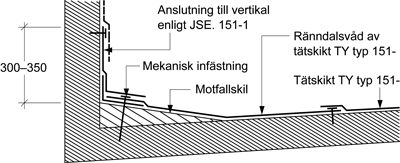 Anslutning till vertikal
enligt JSE. 151-1
Ränndalsvåd av
tätskikt TY typ 151-
300–350
Mekanisk infästning
Motfallskil
Tätskikt TY typ 151-